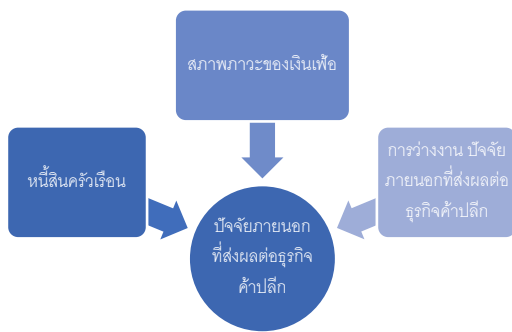 สภาพภาวะของเงินเฟ้อ
หนี้สินครัวเรือน
การว่างงาน ปัจจัย
ภายนอกที่ส่งผลต่อ
ธุรกิจค้าปลีก
ปัจจัยภายนอก
ที่ส่งผลต่อธุรกิจ
ค้าปลีก